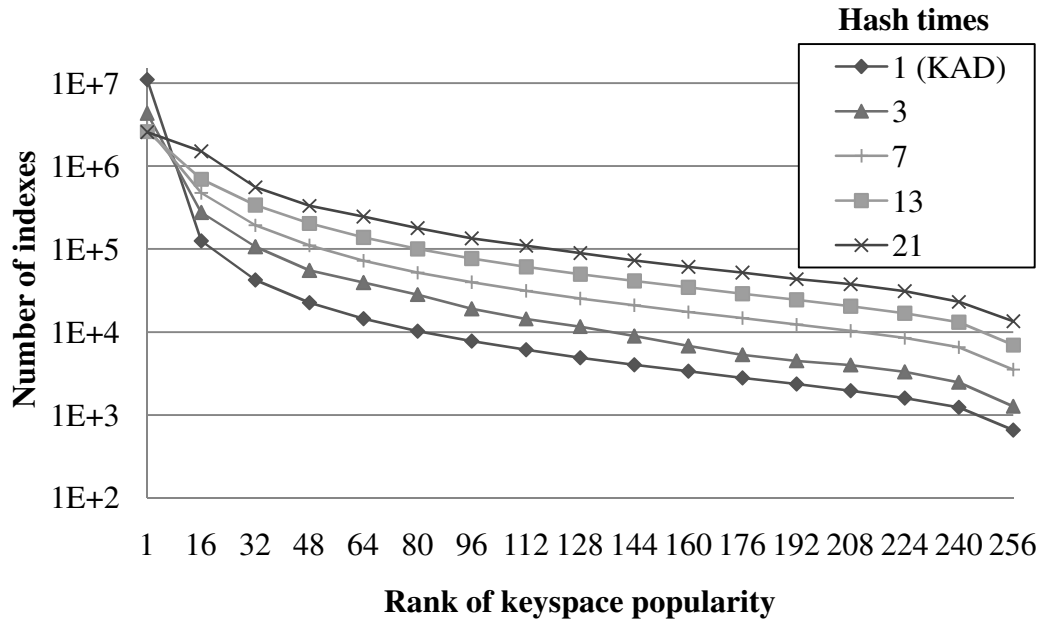 Hash times
1 (KAD)
3
7
13
21
1E+7
1E+6
1E+5
1E+4
1E+3
1E+2
Number of indexes
1 16 32 48 64 80 96 112 128 144 160 176 192 208 224 240 256
Rank of keyspace popularity